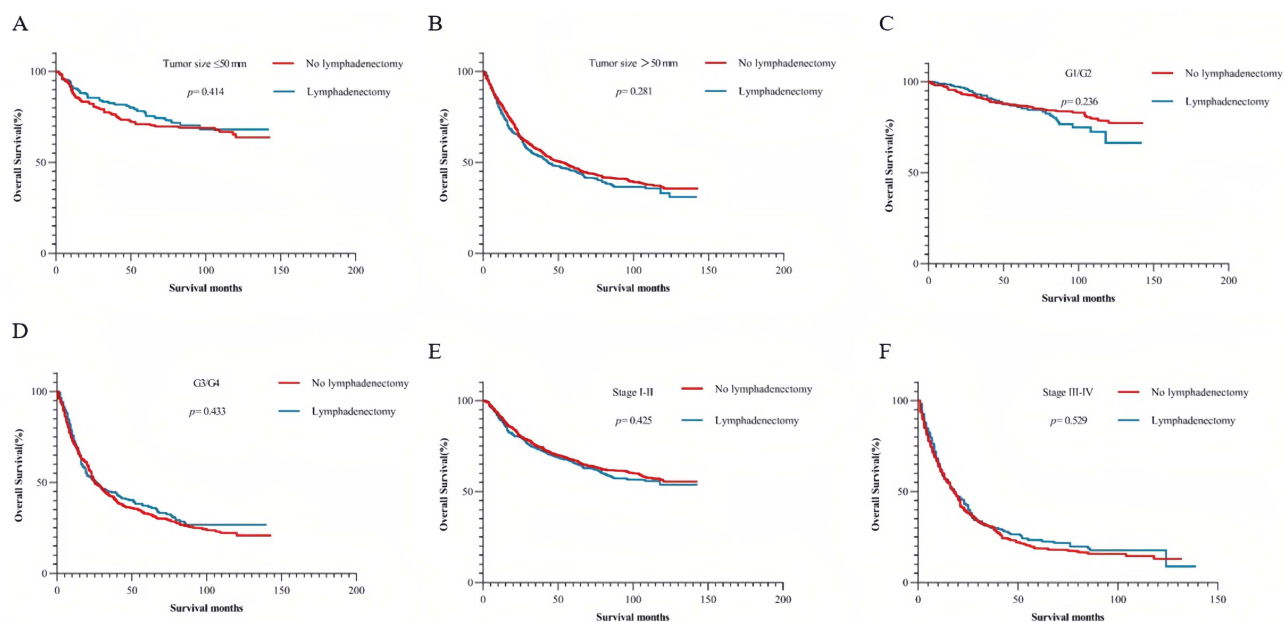 A
Tumor size ≤50 mm
No lymphadenectomy
p= 0.414
Lymphadenectomy
Overall Survival(%)
100
50
0
0 50 100 150 200
Survival months
B
Tumor size > 50 mm
No lymphadenectomy
p= 0.281
Lymphadenectomy
Overall Survival(%)
100
50
0
0 50 100 150 200
Survival months
C
G1/G2
No lymphadenectomy
p= 0.236
Lymphadenectomy
Overall Survival(%)
100
50
0
0 50 100 150 200
Survival months
D
G3/G4
No lymphadenectomy
p= 0.433
Lymphadenectomy
Overall Survival(%)
100
50
0
0 50 100 150 200
Survival months
E
Stage I-II
No lymphadenectomy
p= 0.425
Lymphadenectomy
Overall Survival(%)
100
50
0
0 50 100 150 200
Survival months
F
Stage III-IV
No lymphadenectomy
p= 0.529
Lymphadenectomy
Overall Survival(%)
100
50
0
0 50 100 150
Survival months